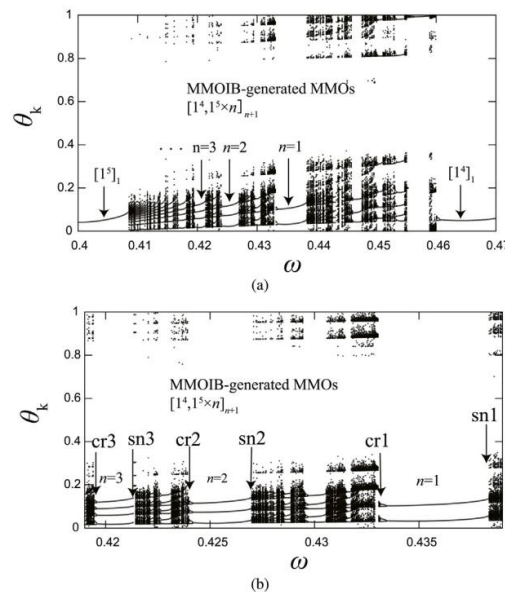 1
0.8
0.6
0.4
0.2
0
θk
MMOIB-generated MMOs
[1⁴,1⁵×n]n+1
n=3 n=2 n=1
[1⁵]₁ [1⁴]₁
0.4 0.41 0.42 0.43 0.44 0.45 0.46 0.47
ω
(a)
1
0.8
0.6
0.4
0.2
0
θk
MMOIB-generated MMOs
[1⁴,1⁵×n]n+1
sn1
cr3 sn3 cr2 sn2 cr1
n=3 n=2 n=1
0.42 0.425 0.43 0.435
ω
(b)